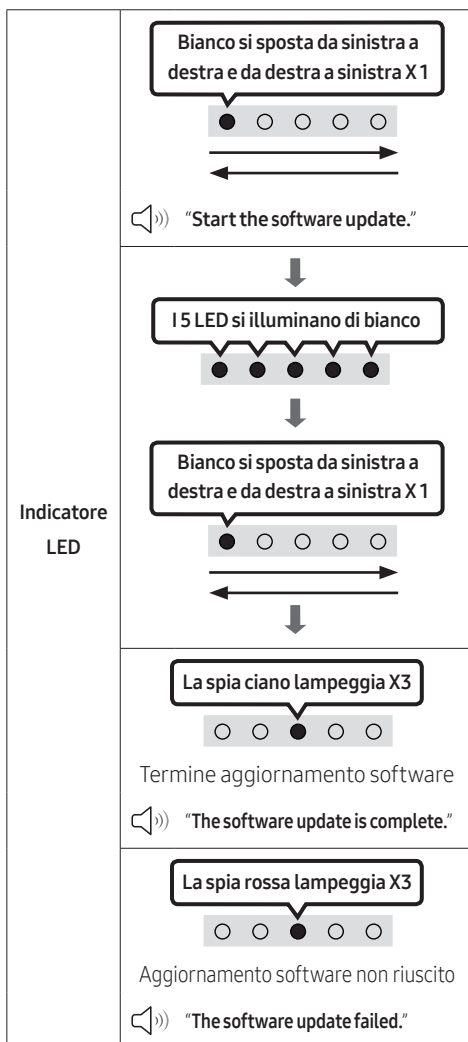 Bianco si sposta da sinistra a
destra e da destra a sinistra X 1
"Start the software update."
I 5 LED si illuminano di bianco
Bianco si sposta da sinistra a
destra e da destra a sinistra X 1
Indicatore
LED
La spia ciano lampeggia X3
Termine aggiornamento software
"The software update is complete."
La spia rossa lampeggia X3
Aggiornamento software non riuscito
"The software update failed."